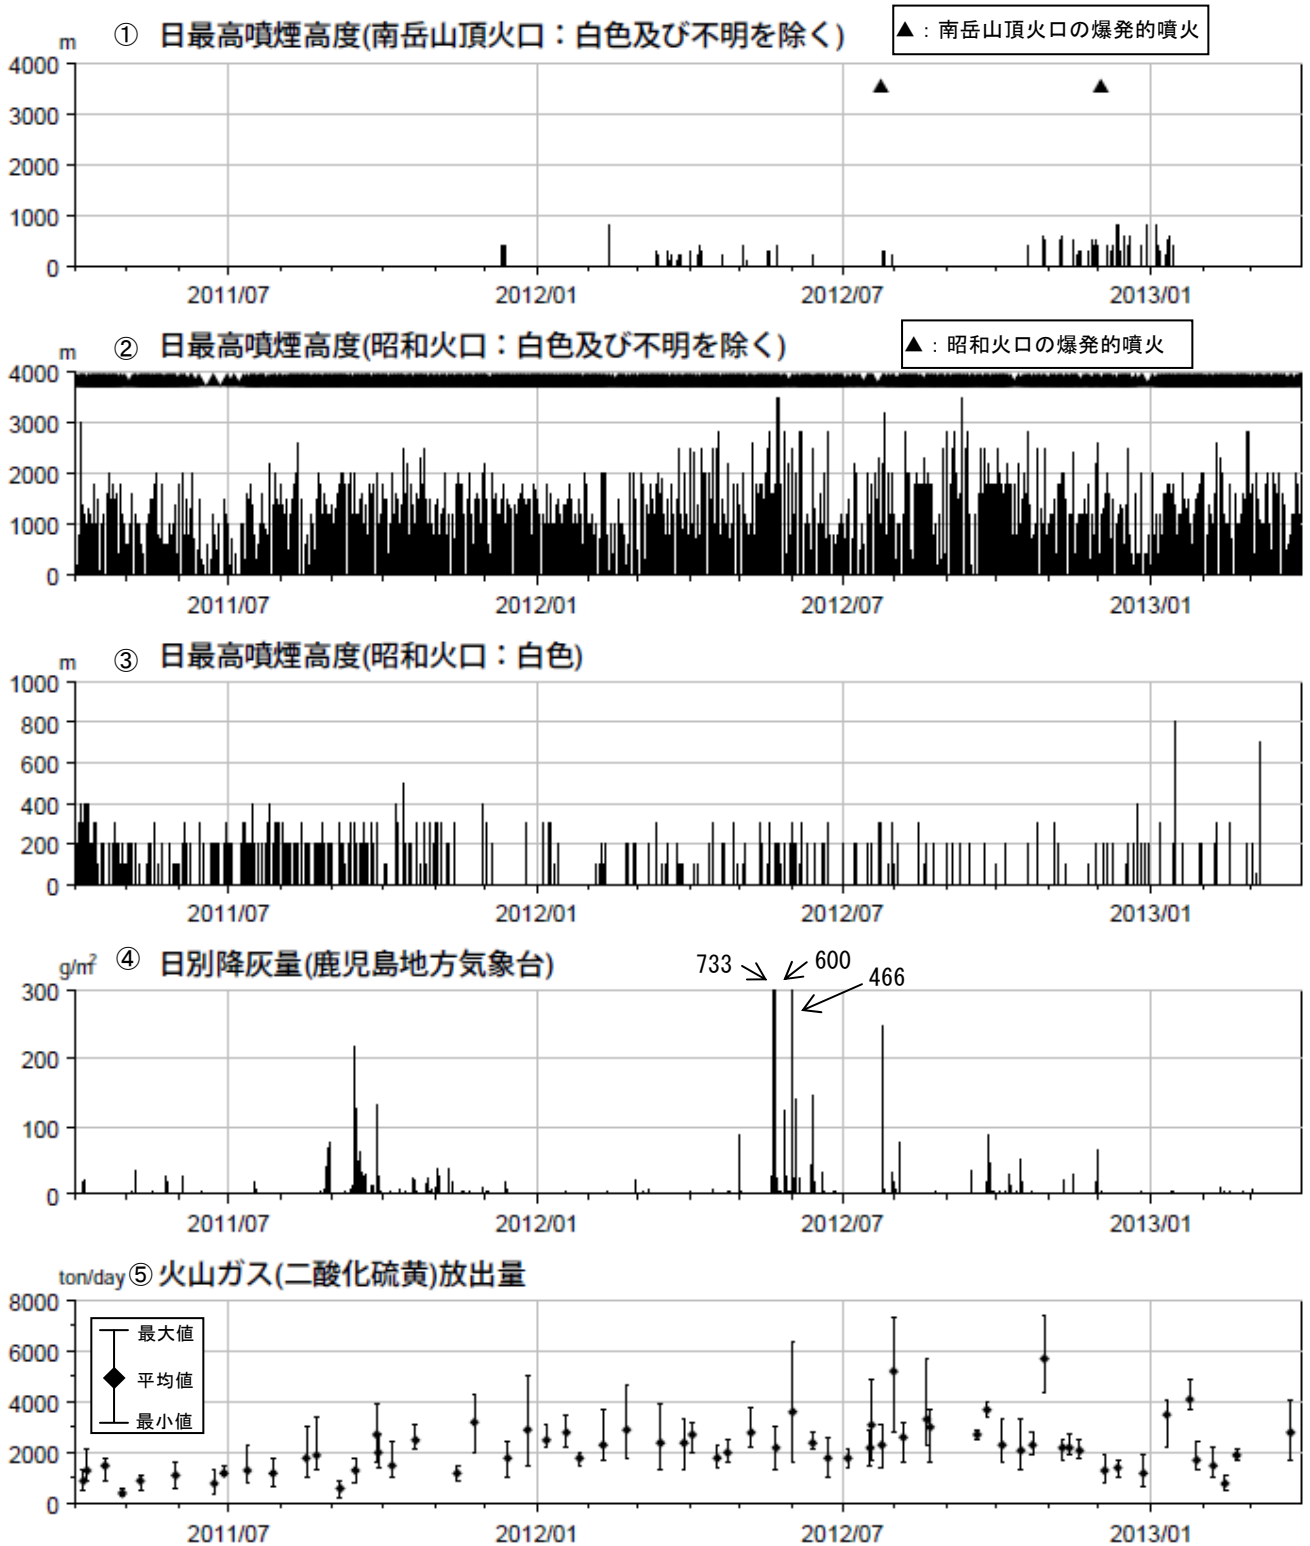 ① 日最高噴煙高度(南岳山頂火口：白色及び不明を除く)
▲：南岳山頂火口の爆発的噴火
m
4000
3000
2000
1000
0
2011/07 2012/01 2012/07 2013/01
② 日最高噴煙高度(昭和火口：白色及び不明を除く)
▲：昭和火口の爆発的噴火
m
4000
3000
2000
1000
0
2011/07 2012/01 2012/07 2013/01
③ 日最高噴煙高度(昭和火口：白色)
m
1000
800
600
400
200
0
2011/07 2012/01 2012/07 2013/01
④ 日別降灰量(鹿児島地方気象台)
g/㎡
733 600
466
300
200
100
0
2011/07 2012/01 2012/07 2013/01
ton/day ⑤ 火山ガス(二酸化硫黄)放出量
8000
6000
4000
2000
0
最大値
平均値
最小値
2011/07 2012/01 2012/07 2013/01